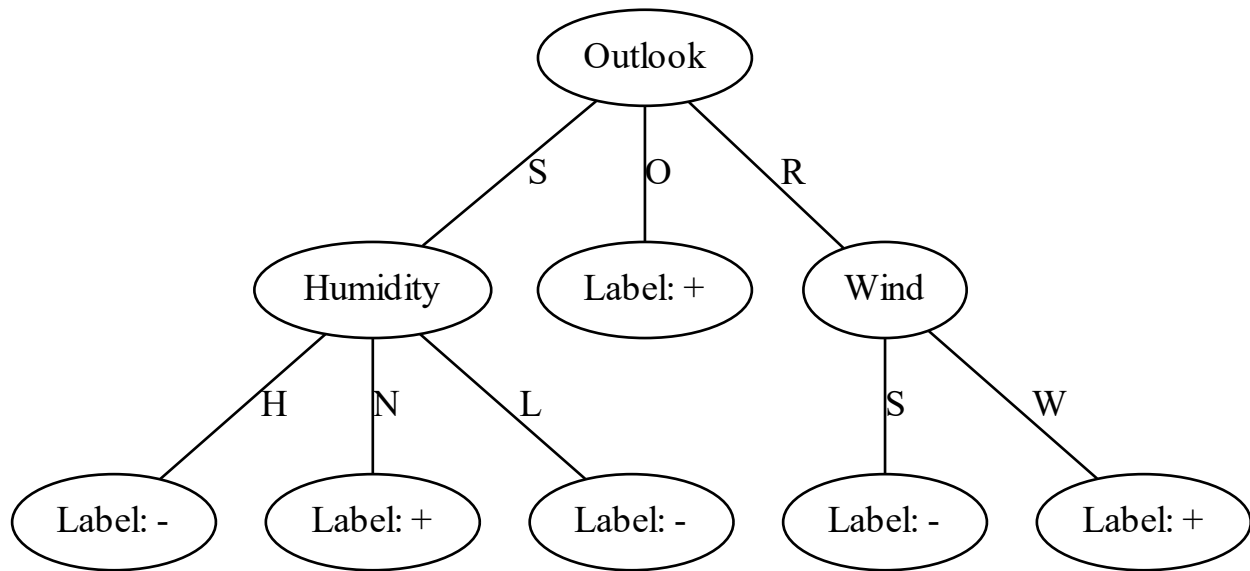 Outlook
S O R
Humidity Label: + Wind
H N L S W
Label: - Label: + Label: - Label: - Label: +